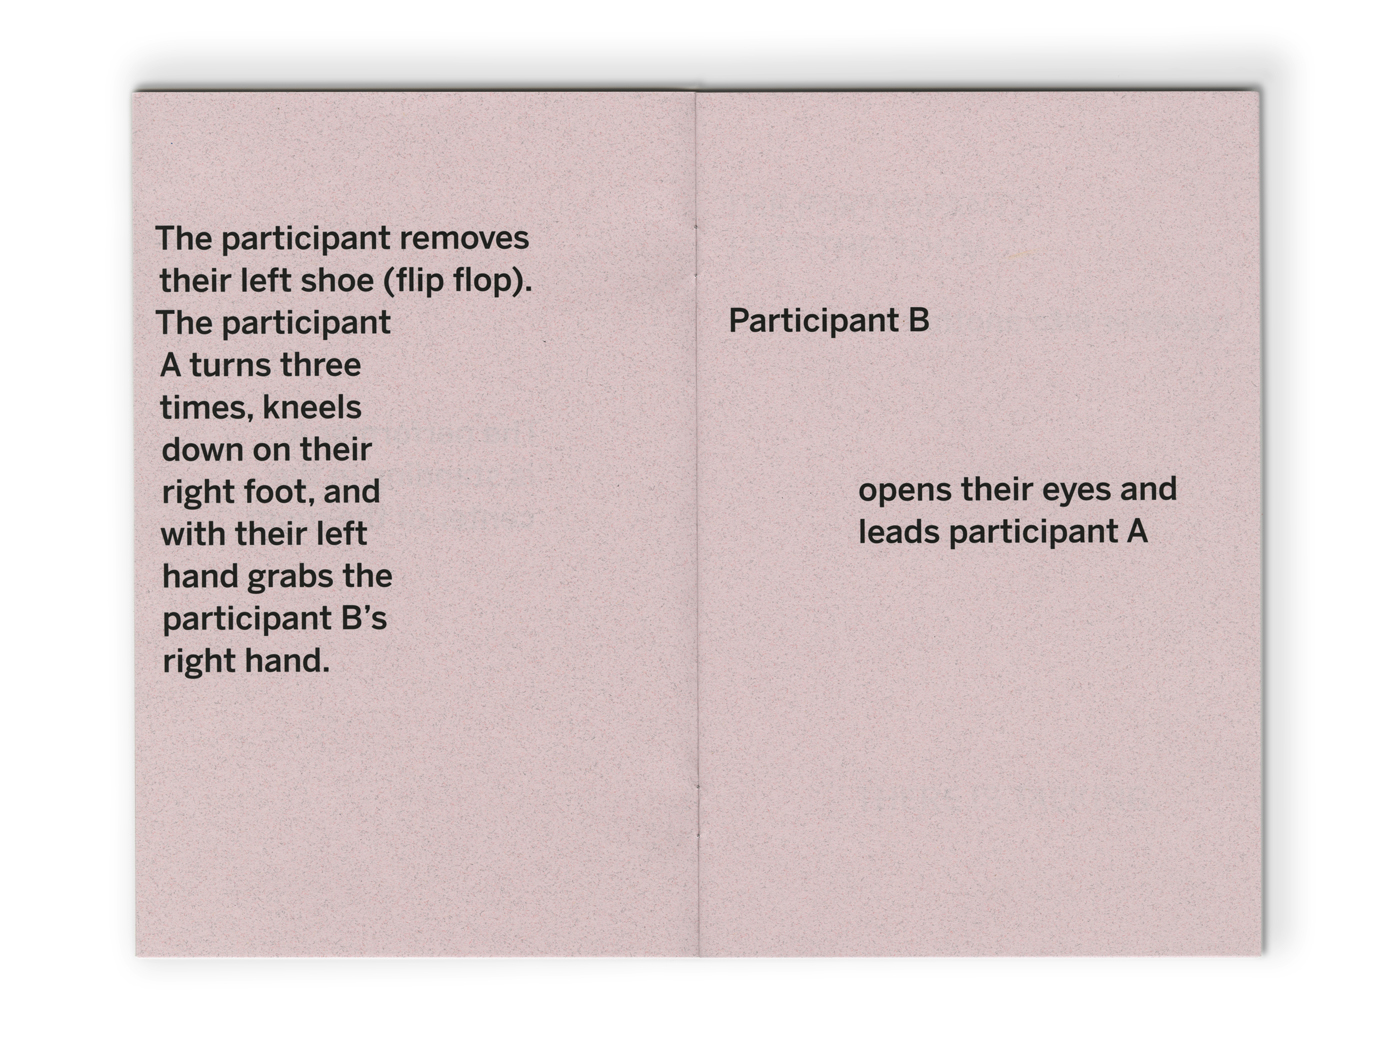 The participant removes
their left shoe (flip flop).
The participant
A turns three
times, kneels
down on their
right foot, and
with their left
hand grabs the
participant B’s
right hand.
Participant B
opens their eyes and
leads participant A